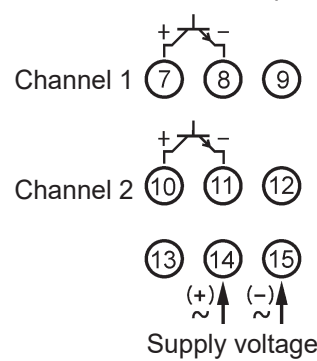 + −
Channel 1 7 8 9
+ −
Channel 2 10 11 12
13 14 15
(+) (−)
~ ~
Supply voltage